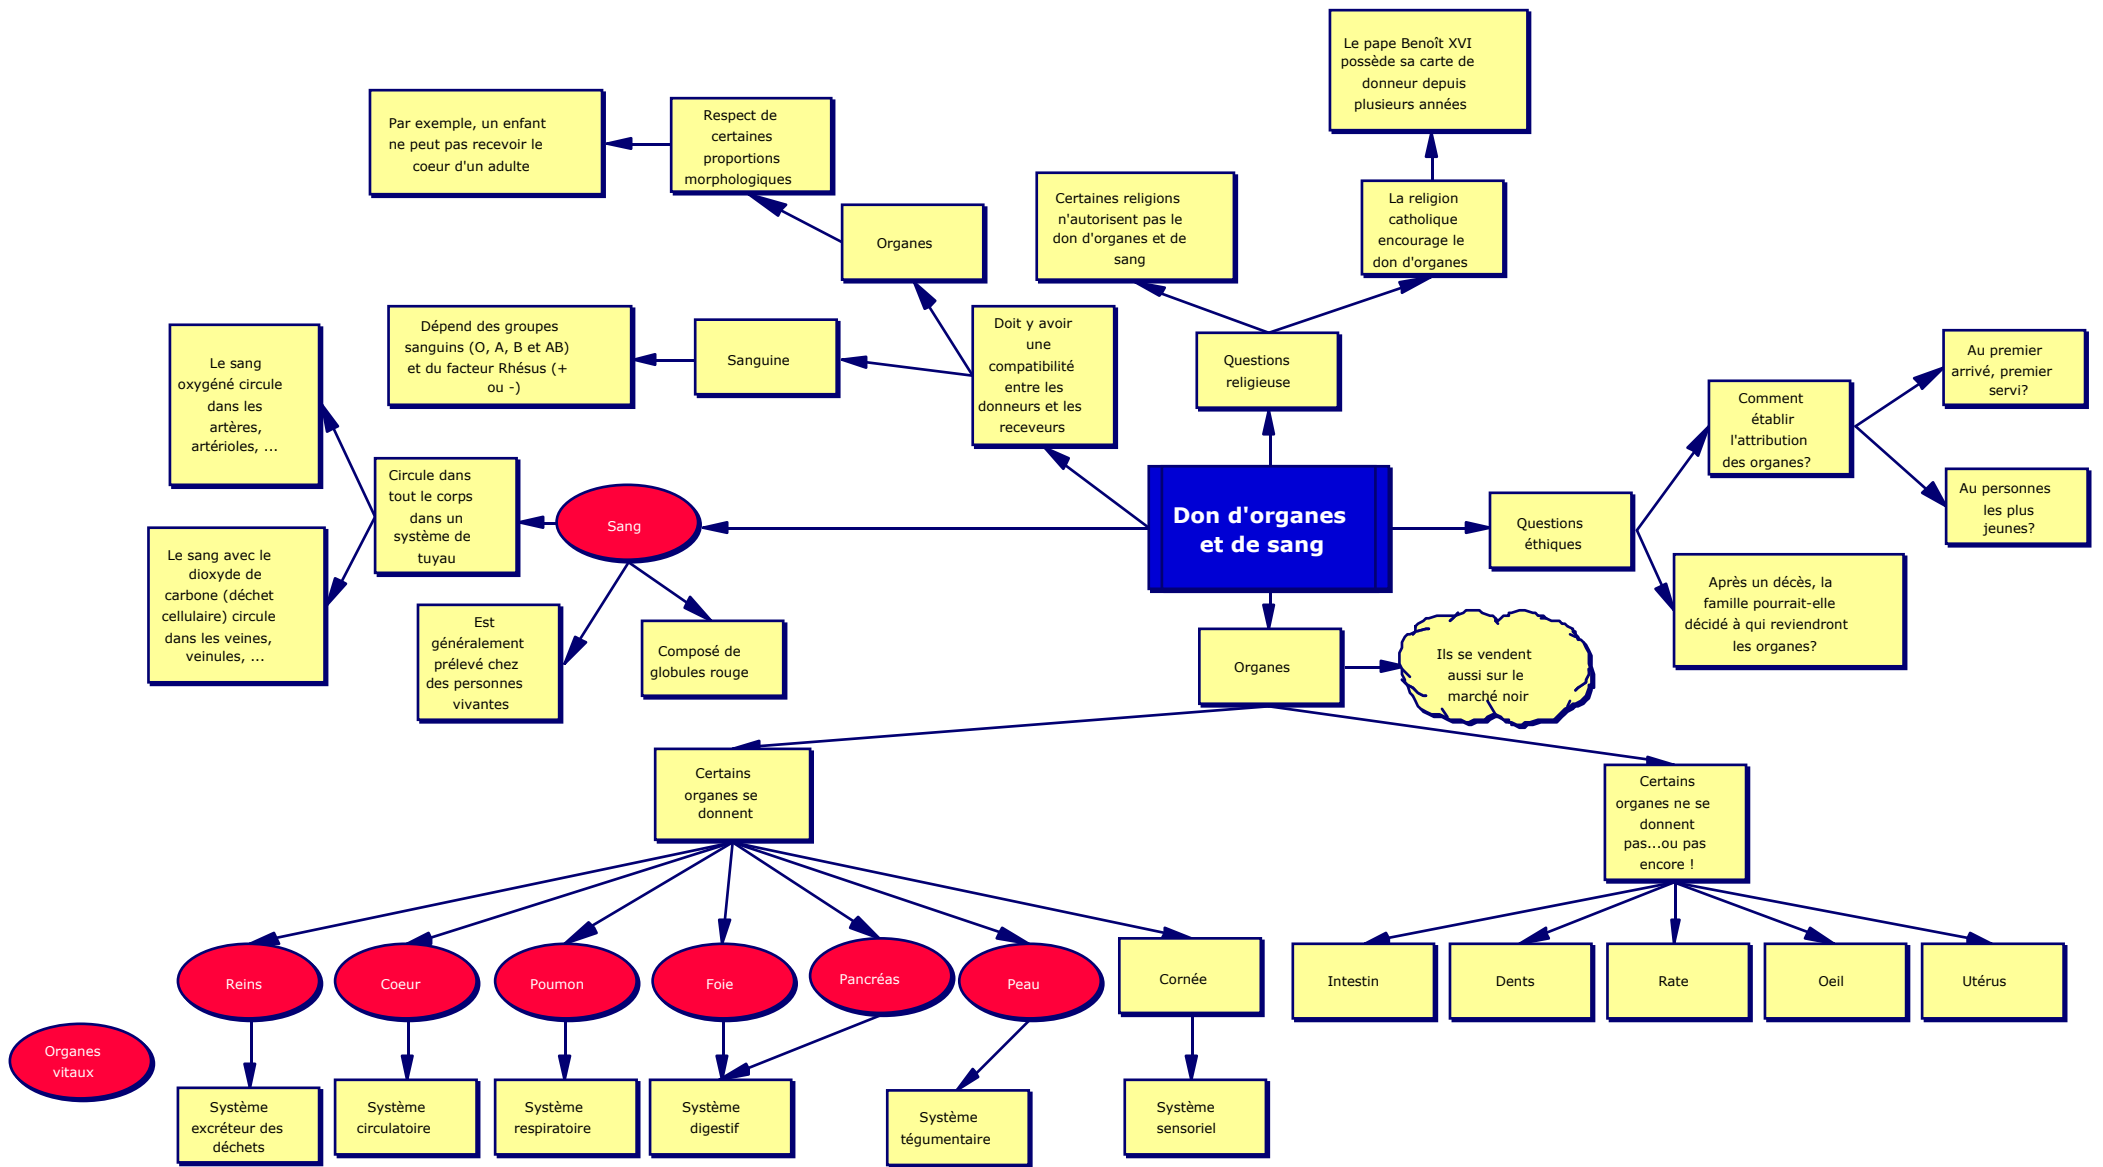 Le pape Benoît XVI
possède sa carte de
donneur depuis
plusieurs années
Par exemple, un enfant
ne peut pas recevoir le
coeur d'un adulte
Respect de
certaines
proportions
morphologiques
Certaines religions
n'autorisent pas le
don d'organes et de
sang
La religion
catholique
encourage le
don d'organes
Organes
Dépend des groupes
sanguins (O, A, B et AB)
et du facteur Rhésus (+
ou -)
Sanguine
Doit y avoir
une
compatibilité
entre les
donneurs et les
receveurs
Questions
religieuse
Le sang
oxygéné circule
dans les
artères,
artérioles, ...
Au premier
arrivé, premier
servi?
Comment
établir
l'attribution
des organes?
Circule dans
tout le corps
dans un
système de
tuyau
Sang
Don d'organes
et de sang
Questions
éthiques
Au personnes
les plus
jeunes?
Le sang avec le
dioxyde de
carbone (déchet
cellulaire) circule
dans les veines,
veinules, ...
Est
généralement
prélevé chez
des personnes
vivantes
Composé de
globules rouge
Organes
Ils se vendent
aussi sur le
marché noir
Après un décès, la
famille pourrait-elle
décidé à qui reviendront
les organes?
Certains
organes se
donnent
Certains
organes ne se
donnent
pas...ou pas
encore !
Reins
Coeur
Poumon
Foie
Pancréas
Peau
Cornée
Intestin
Dents
Rate
Oeil
Utérus
Organes
vitaux
Système
excréteur des
déchets
Système
circulatoire
Système
respiratoire
Système
digestif
Système
tégumentaire
Système
sensoriel